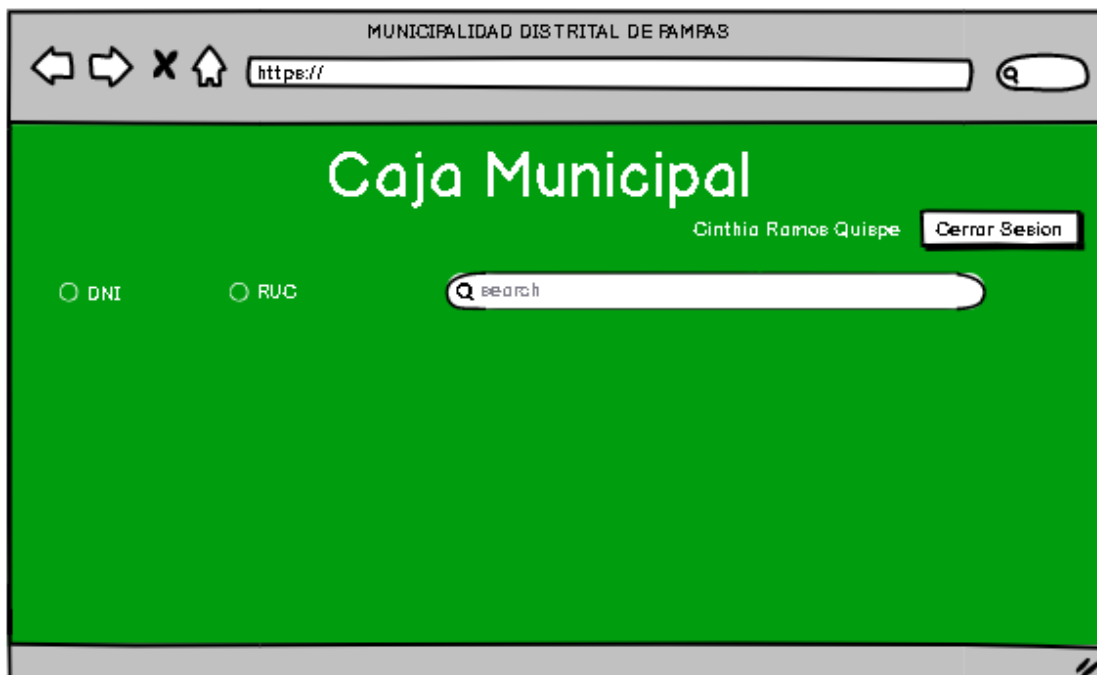 MUNICIPALIDAD DISTRITAL DE PAMPAS
https://
Caja Municipal
Cinthia Ramos Quispe Cerrar Sesion
DNI RUC search